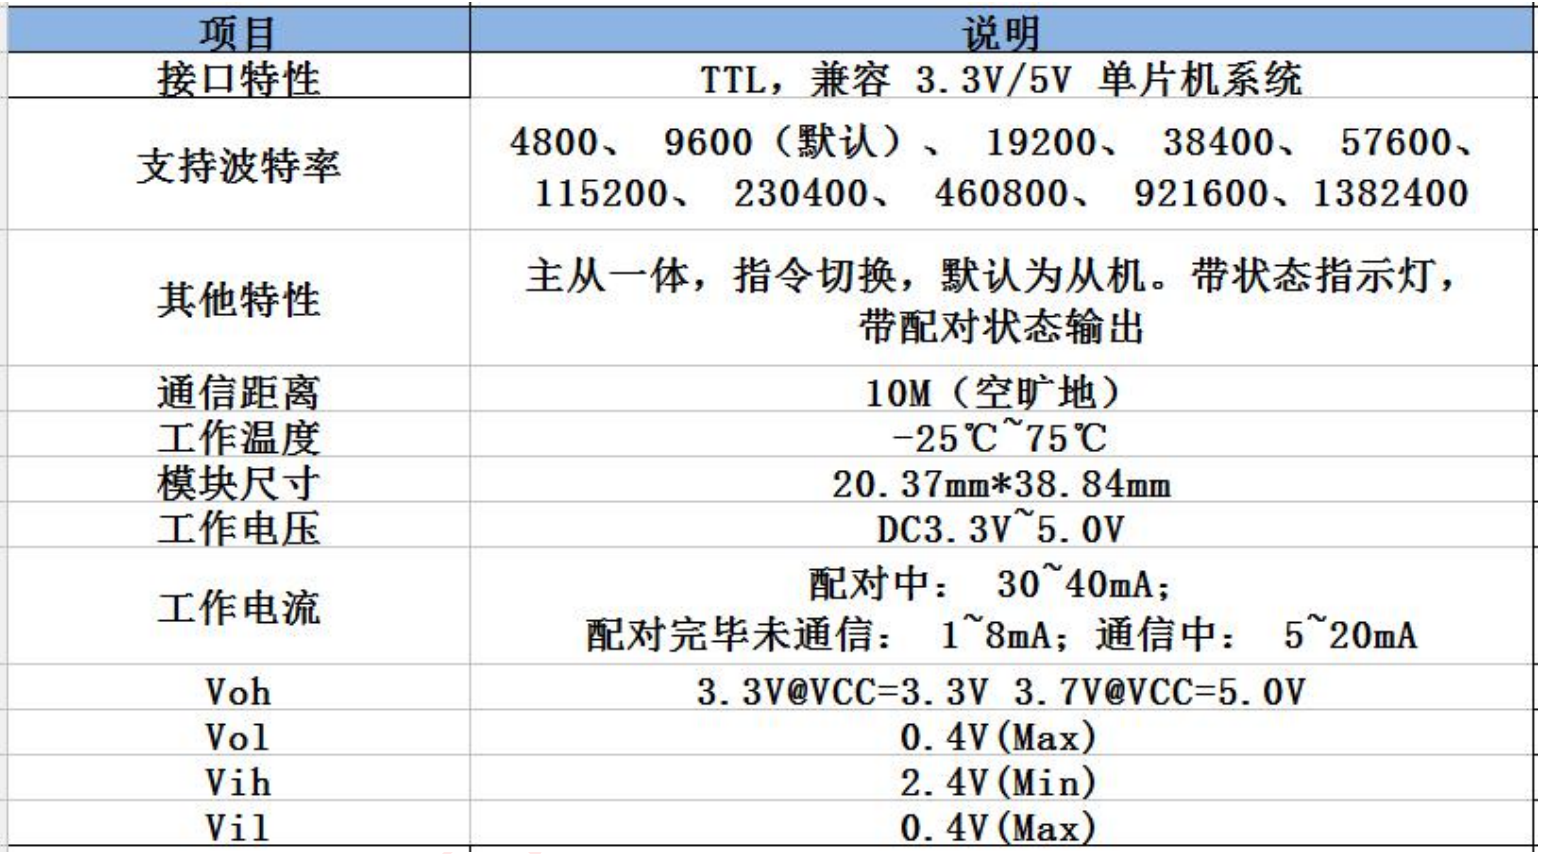 项目 说明
接口特性 TTL，兼容 3.3V/5V 单片机系统
支持波特率 4800、 9600（默认）、 19200、 38400、 57600、
115200、 230400、 460800、 921600、1382400
其他特性 主从一体，指令切换，默认为从机。带状态指示灯，
带配对状态输出
通信距离 10M（空旷地）
工作温度 -25℃~75℃
模块尺寸 20.37mm*38.84mm
工作电压 DC3.3V~5.0V
工作电流 配对中： 30~40mA；
配对完毕未通信： 1~8mA；通信中： 5~20mA
Voh 3.3V@VCC=3.3V 3.7V@VCC=5.0V
Vol 0.4V(Max)
Vih 2.4V(Min)
Vil 0.4V(Max)